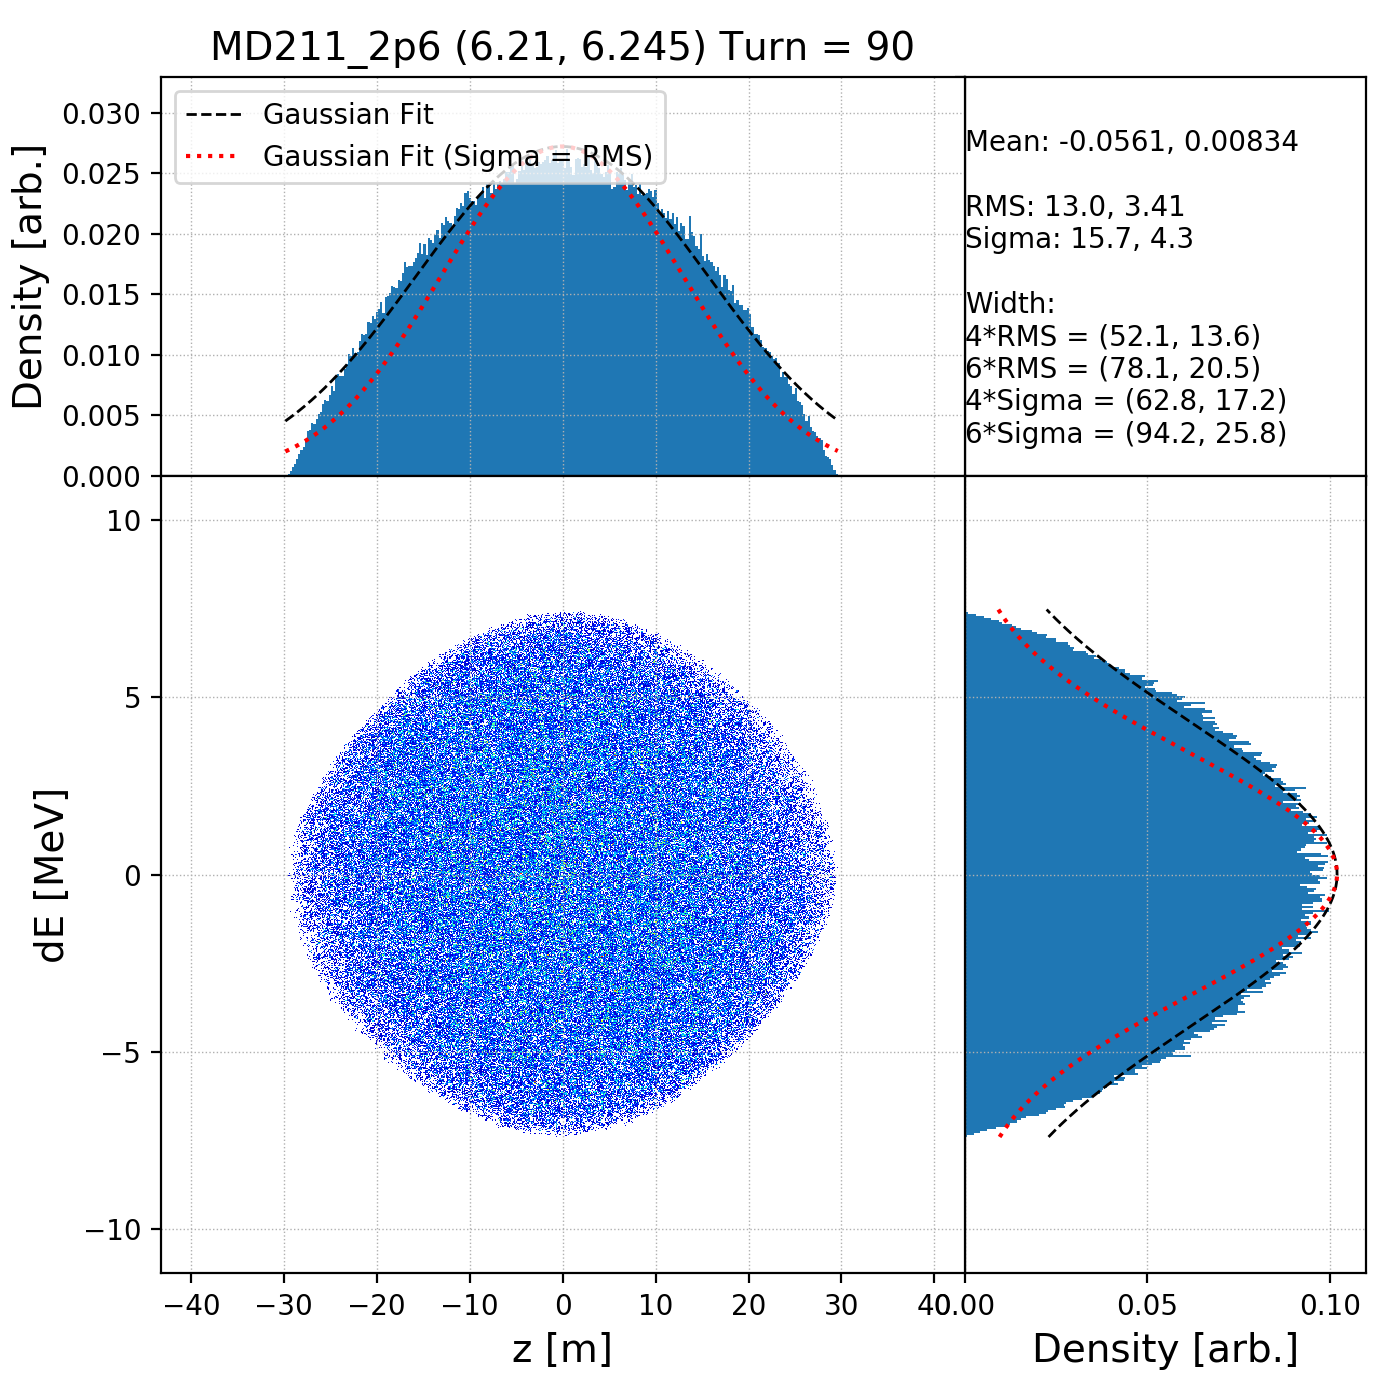 MD211_2p6 (6.21, 6.245) Turn = 90
Density [arb.]
0.030
0.025
0.020
0.015
0.010
0.005
0.000
Gaussian Fit
Gaussian Fit (Sigma = RMS)
Mean: -0.0561, 0.00834
RMS: 13.0, 3.41
Sigma: 15.7, 4.3
Width:
4*RMS = (52.1, 13.6)
6*RMS = (78.1, 20.5)
4*Sigma = (62.8, 17.2)
6*Sigma = (94.2, 25.8)
dE [MeV]
10
5
0
−5
−10
−40 −30 −20 −10 0 10 20 30 40
z [m]
0.00 0.05 0.10
Density [arb.]